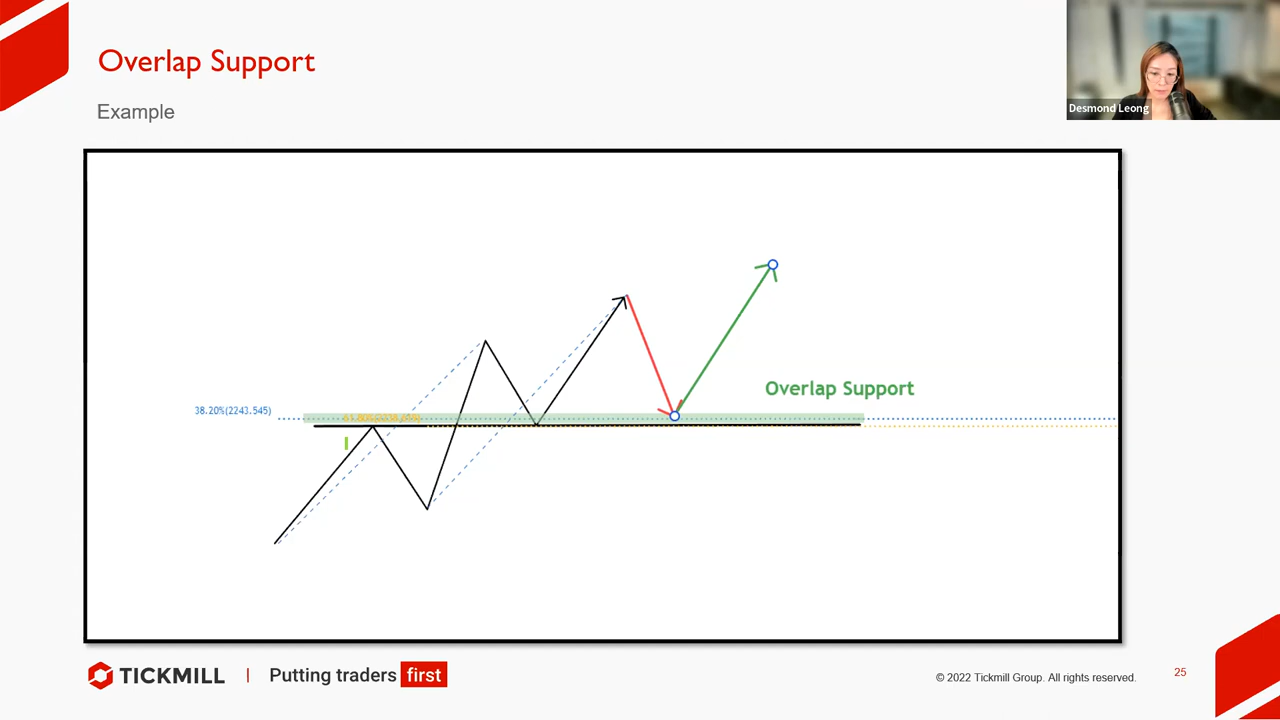 Overlap Support
Desmond Leong
Example
Overlap Support
38.20%(2243.545)
TICKMILL | Putting traders first
© 2022 Tickmill Group. All rights reserved.
25